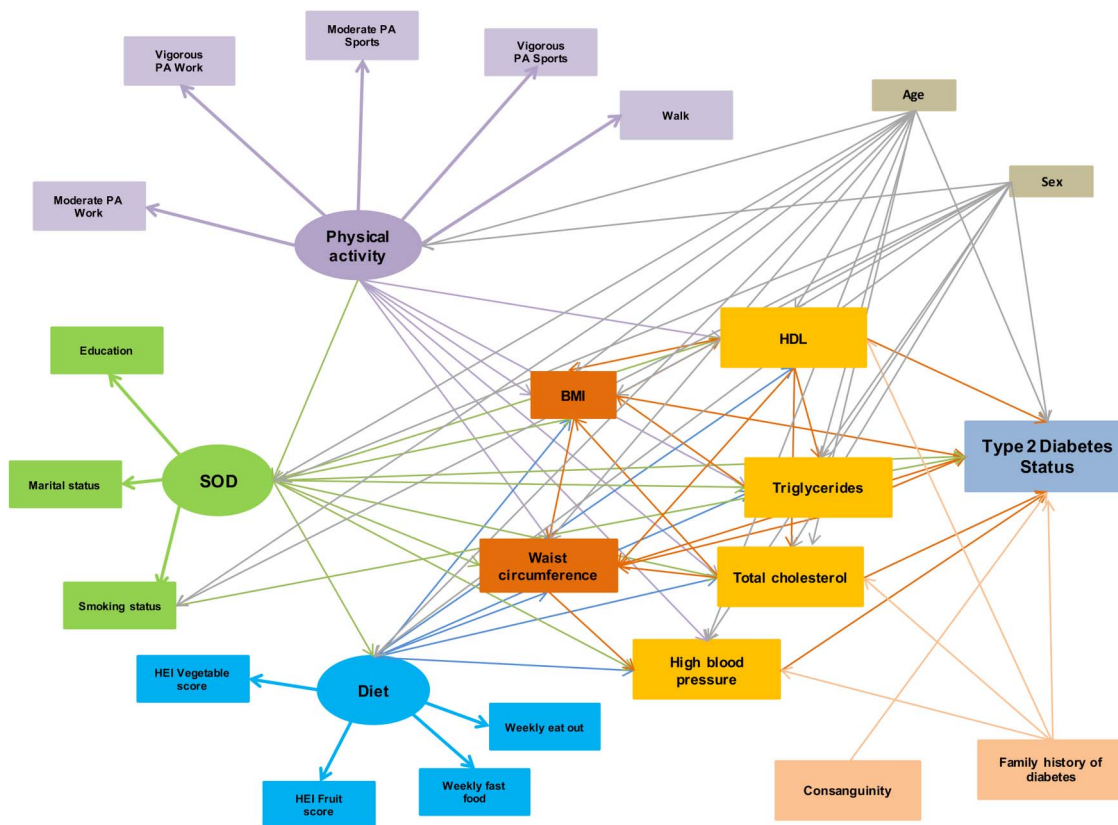 Moderate PA
Sports
Vigorous
PA Work
Vigorous
PA Sports
Age
Walk
Sex
Moderate PA
Work
Physical
activity
HDL
Education
BMI
Type 2 Diabetes
Status
SOD
Marital status
Triglycerides
Waist
circumference
Total cholesterol
Smoking status
High blood
pressure
HEI Vegetable
score
Diet
Weekly eat out
Family history of
diabetes
Consanguinity
Weekly fast
food
HEI Fruit
score